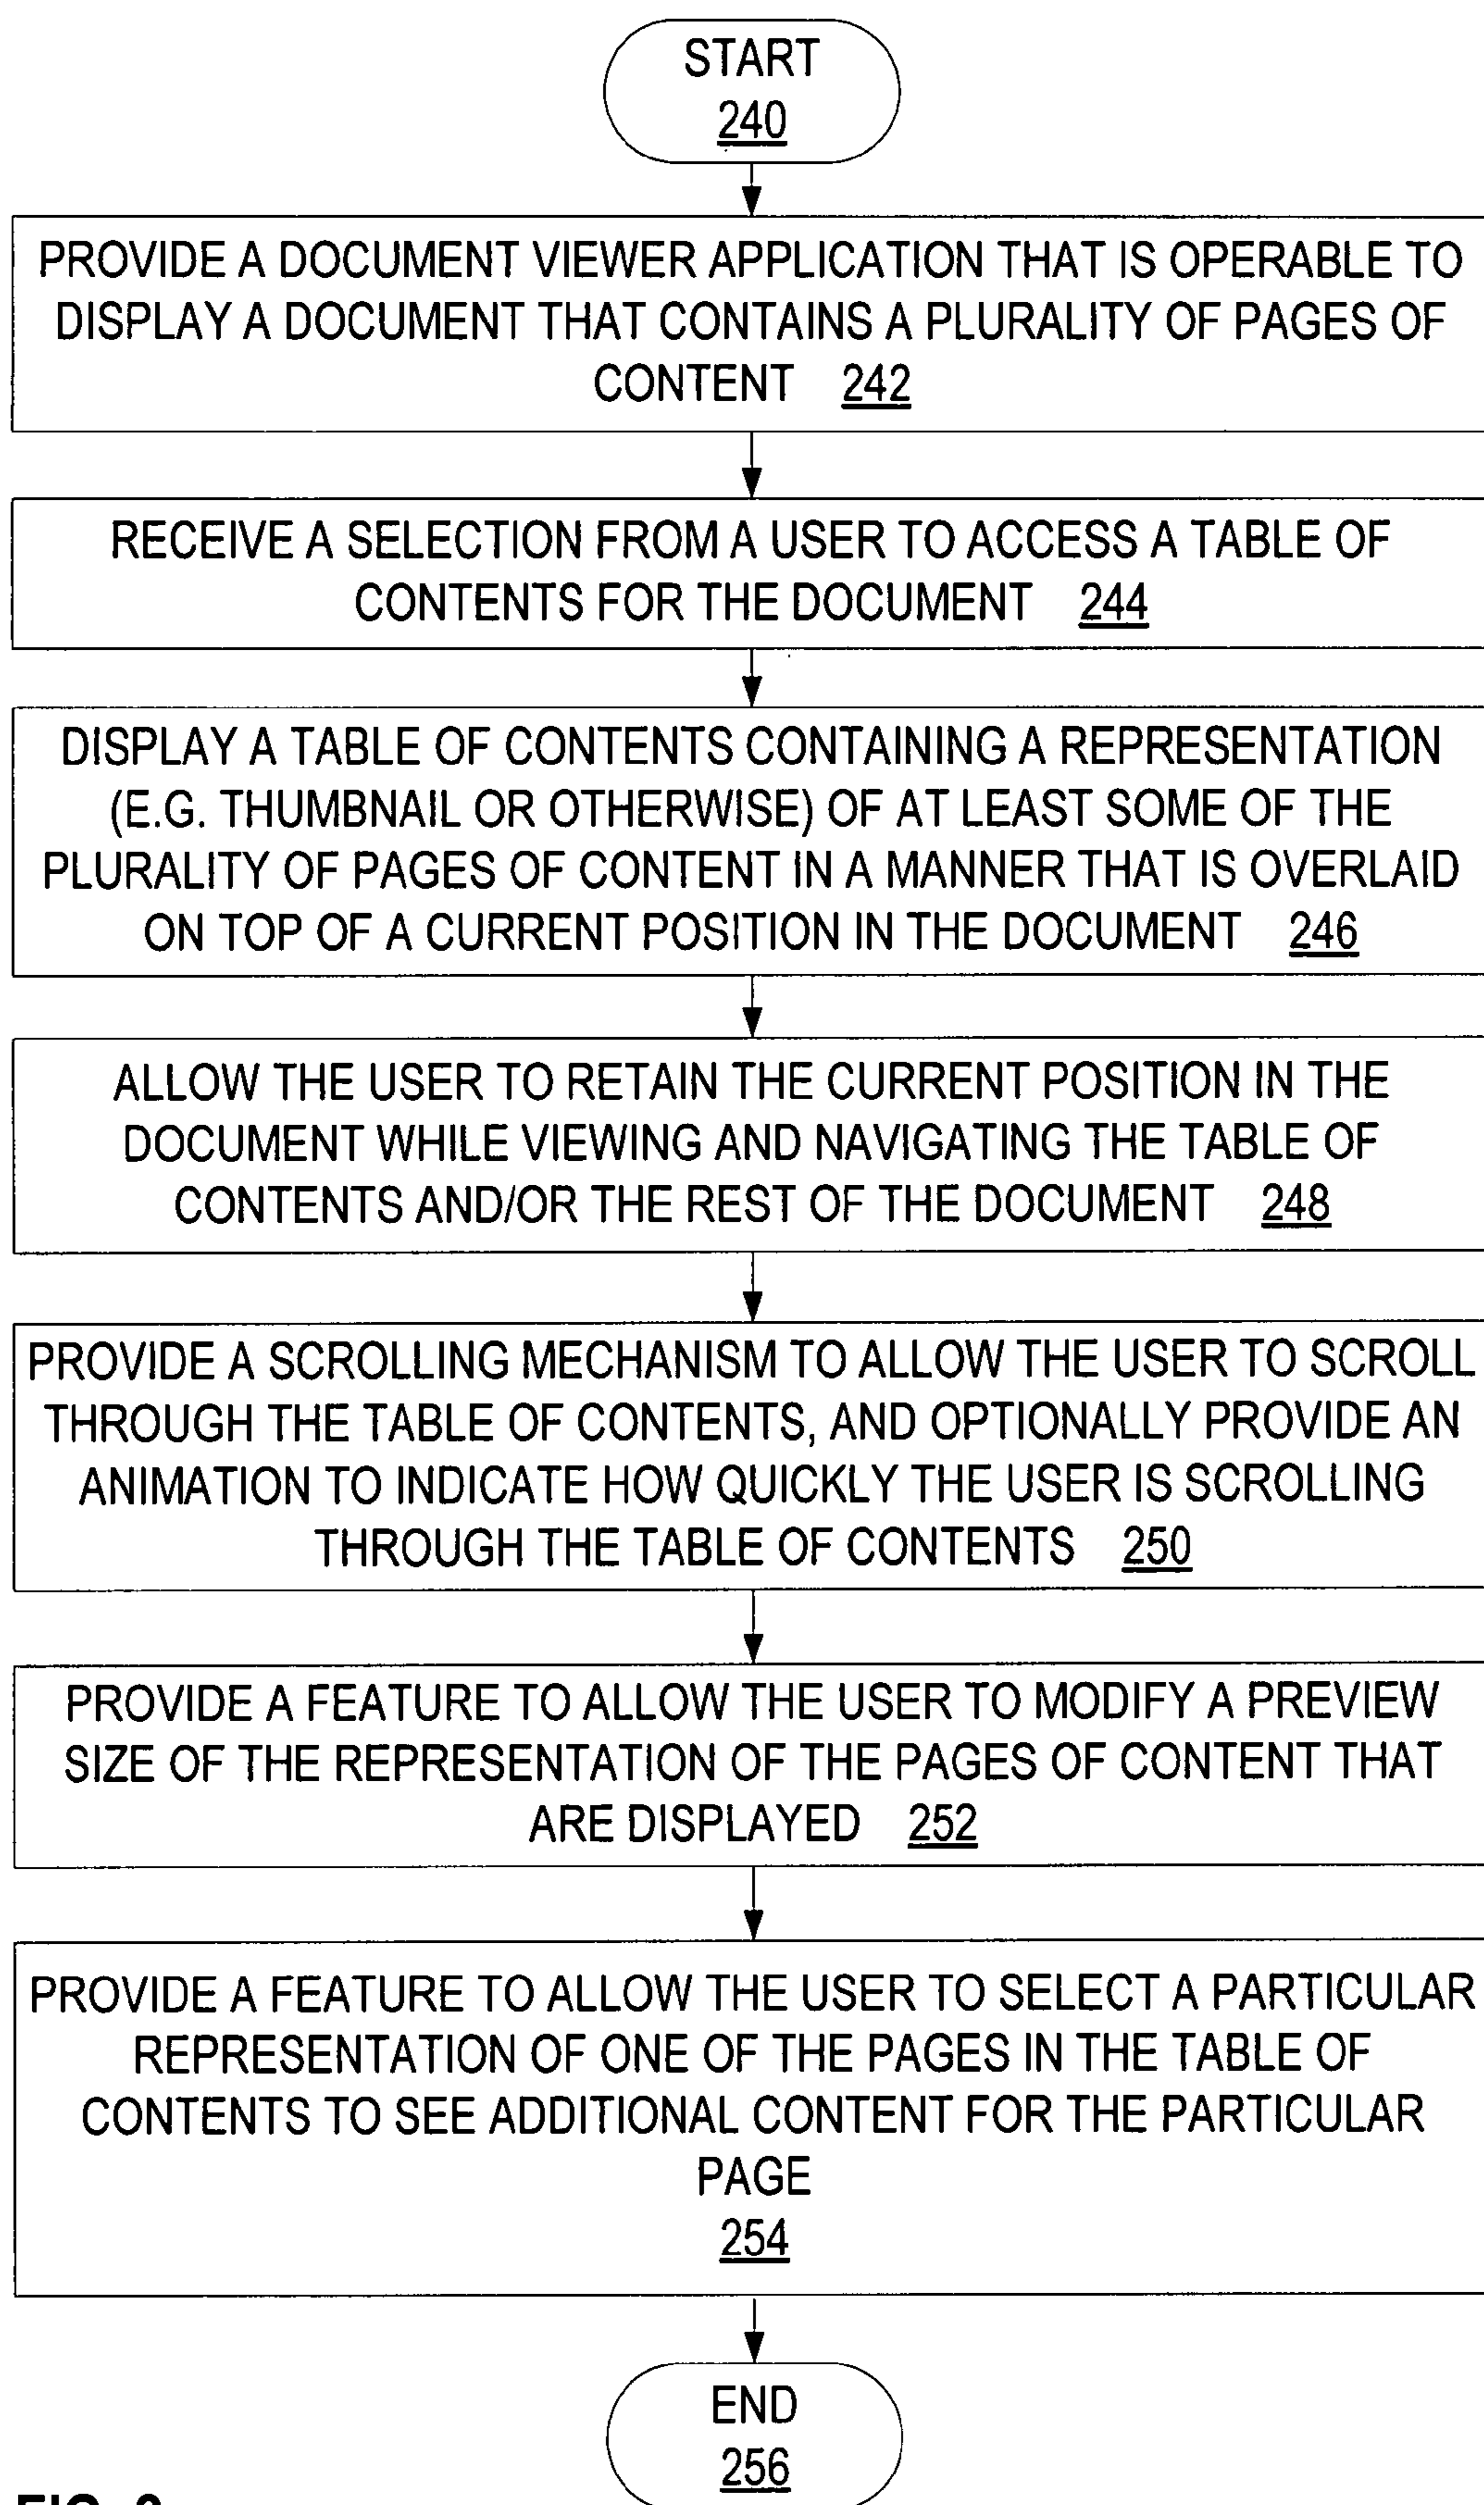 START
240
PROVIDE A DOCUMENT VIEWER APPLICATION THAT IS OPERABLE TO
DISPLAY A DOCUMENT THAT CONTAINS A PLURALITY OF PAGES OF
CONTENT 242
RECEIVE A SELECTION FROM A USER TO ACCESS A TABLE OF
CONTENTS FOR THE DOCUMENT 244
DISPLAY A TABLE OF CONTENTS CONTAINING A REPRESENTATION
(E.G. THUMBNAIL OR OTHERWISE) OF AT LEAST SOME OF THE
PLURALITY OF PAGES OF CONTENT IN A MANNER THAT IS OVERLAID
ON TOP OF A CURRENT POSITION IN THE DOCUMENT 246
ALLOW THE USER TO RETAIN THE CURRENT POSITION IN THE
DOCUMENT WHILE VIEWING AND NAVIGATING THE TABLE OF
CONTENTS AND/OR THE REST OF THE DOCUMENT 248
PROVIDE A SCROLLING MECHANISM TO ALLOW THE USER TO SCROLL
THROUGH THE TABLE OF CONTENTS, AND OPTIONALLY PROVIDE AN
ANIMATION TO INDICATE HOW QUICKLY THE USER IS SCROLLING
THROUGH THE TABLE OF CONTENTS 250
PROVIDE A FEATURE TO ALLOW THE USER TO MODIFY A PREVIEW
SIZE OF THE REPRESENTATION OF THE PAGES OF CONTENT THAT
ARE DISPLAYED 252
PROVIDE A FEATURE TO ALLOW THE USER TO SELECT A PARTICULAR
REPRESENTATION OF ONE OF THE PAGES IN THE TABLE OF
CONTENTS TO SEE ADDITIONAL CONTENT FOR THE PARTICULAR
PAGE
254
END
256
FIG.